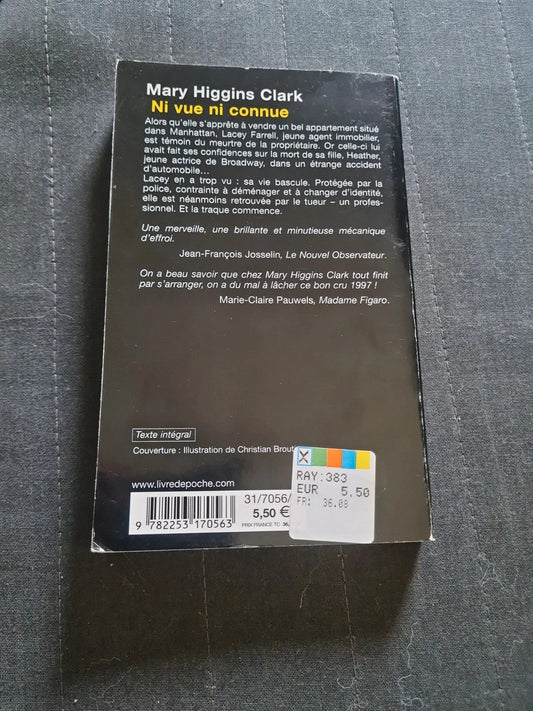 Mary Higgins Clark
Ni vue ni connue
Alors qu'elle s'apprête à vendre un bel appartement situé
dans Manhattan, Lacey Farrell, jeune agent immobilier,
est témoin du meurtre de la propriétaire. Or celle-ci lui
avait fait ses confidences sur la mort de sa fille, Heather,
jeune actrice de Broadway, dans un étrange accident
d'automobile...
Lacey en a trop vu : sa vie bascule. Protégée par la
police, contrainte à déménager et à changer d'identité,
elle est néanmoins retrouvée par le tueur – un profes-
sionnel. Et la traque commence.
Une merveille, une brillante et minutieuse mécanique
d'effroi.
Jean-François Josselin, Le Nouvel Observateur.
On a beau savoir que chez Mary Higgins Clark tout finit
par s'arranger, on a du mal à lâcher ce bon cru 1997 !
Marie-Claire Pauwels, Madame Figaro.
Texte intégral
Couverture : Illustration de Christian Brout
www.livredepoche.com
31/7056/
5,50 €
PRIX FRANCE TC 36,
9 782253 170563
RAY:383
EUR 5,50
FR: 36.08